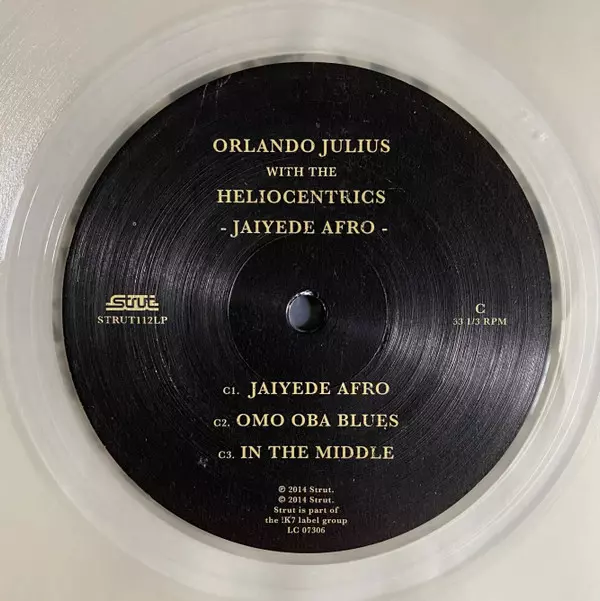 ORLANDO JULIUS
WITH THE
HELIOCENTRICS
- JAIYEDE AFRO -
Strut
STRUT112LP
C
33 1/3 RPM
C1. JAIYEDE AFRO
C2. OMO OBA BLUES
C3. IN THE MIDDLE
℗ 2014 Strut.
© 2014 Strut.
Strut is part of
the !K7 label group
LC 07306